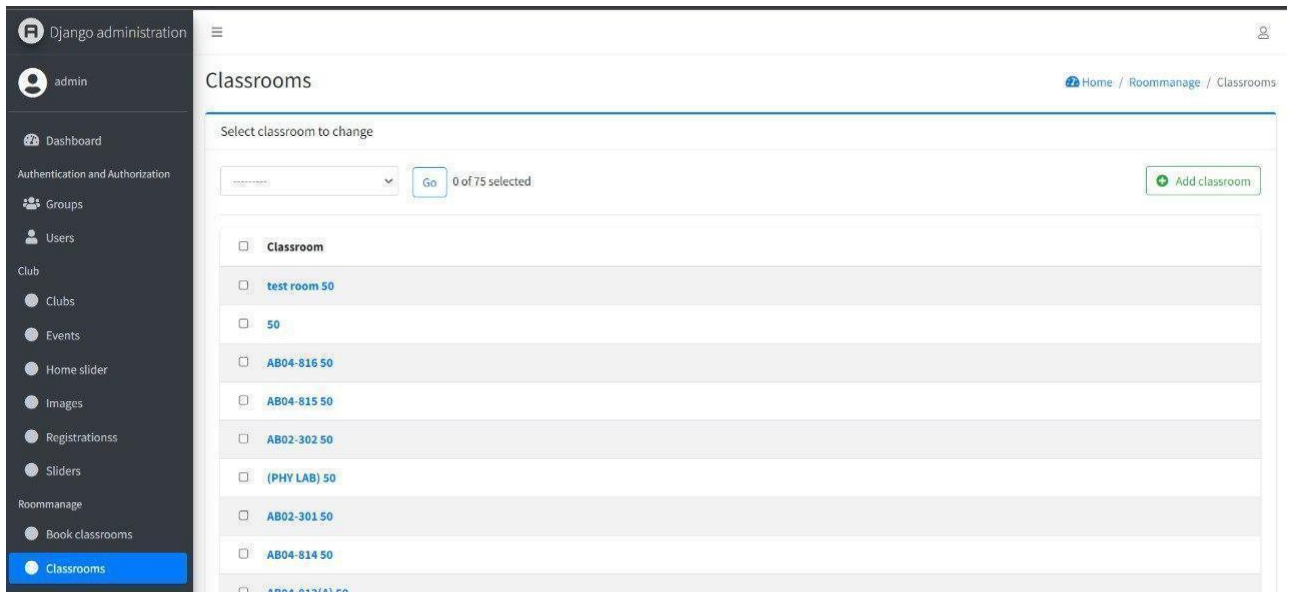 Django administration
admin
Dashboard
Authentication and Authorization
Groups
Users
Club
Clubs
Events
Home slider
Images
Registrationss
Sliders
Roommanage
Book classrooms
Classrooms
Classrooms
Home / Roommanage / Classrooms
Select classroom to change
---------
Go
0 of 75 selected
Add classroom
Classroom
test room 50
50
AB04-816 50
AB04-815 50
AB02-302 50
(PHY LAB) 50
AB02-301 50
AB04-814 50